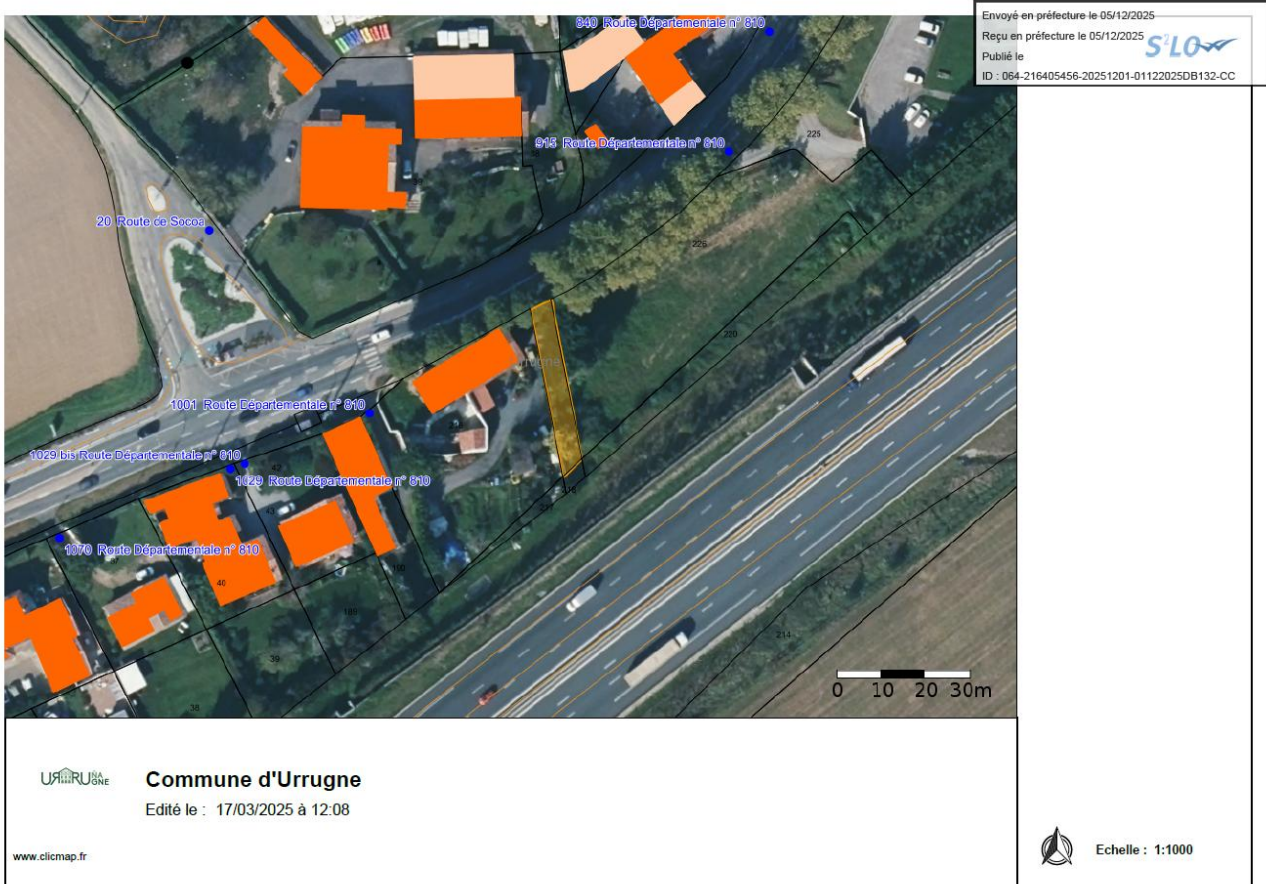 Envoyé en préfecture le 05/12/2025
Reçu en préfecture le 05/12/2025
Publié le
S²LO
ID : 064-216405456-20251201-01122025DB132-CC
840 Route Départementale n° 810
915 Route Départementale n° 810
225
20 Route de Socoa
226
220
1001 Route Départementale n° 810
1029 bis Route Départementale n° 810
42
1029 Route Départementale n° 810
43
1070 Route Départementale n° 810
40
100
189
39
38
214
0 10 20 30m
URRUÑA
GNE
Commune d'Urrugne
Edité le : 17/03/2025 à 12:08
www.clicmap.fr
Echelle : 1:1000